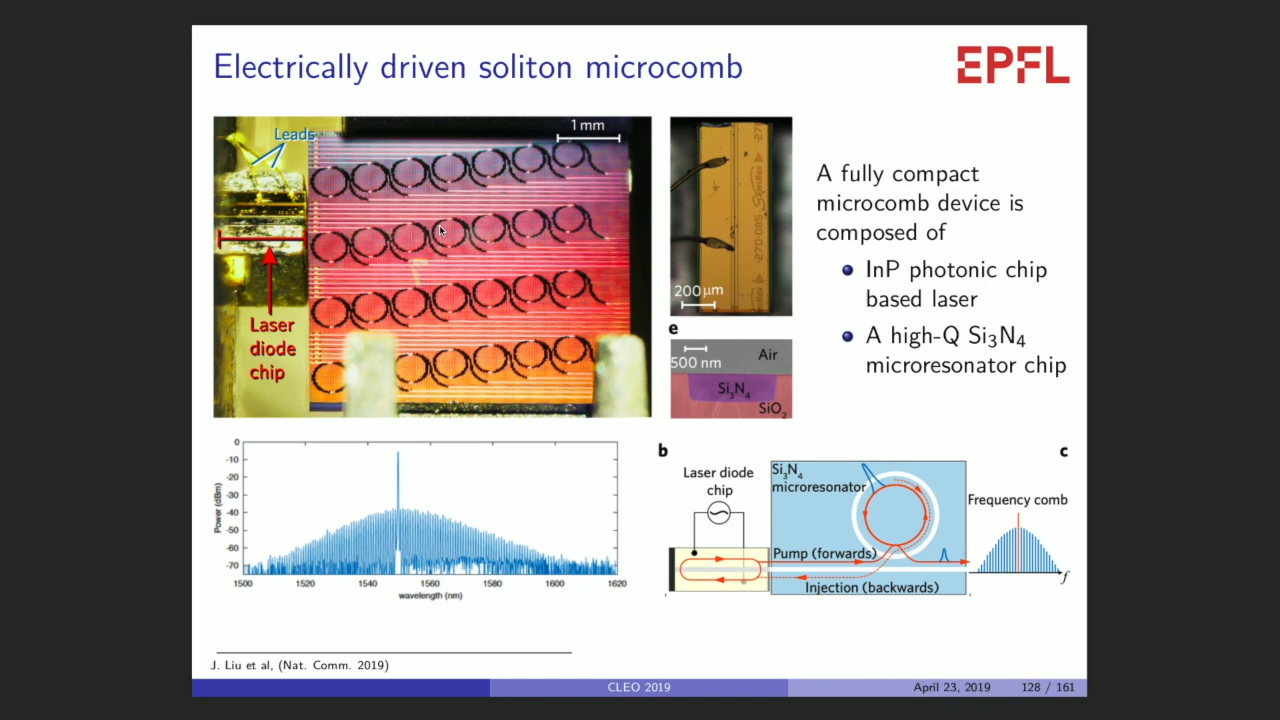 Electrically driven soliton microcomb
EPFL
Leads
1 mm
Laser
diode
chip
200 µm
e
500 nm
Air
Si3N4
SiO2
A fully compact
microcomb device is
composed of
InP photonic chip
based laser
A high-Q Si3N4
microresonator chip
0
-10
-20
-30
-40
-50
-60
-70
Power (dBm)
1500 1520 1540 1560 1580 1600 1620
wavelength (nm)
b
c
Laser diode
chip
Si3N4
microresonator
Pump (forwards)
Injection (backwards)
Frequency comb
f
J. Liu et al, (Nat. Comm. 2019)
CLEO 2019
April 23, 2019
128 / 161